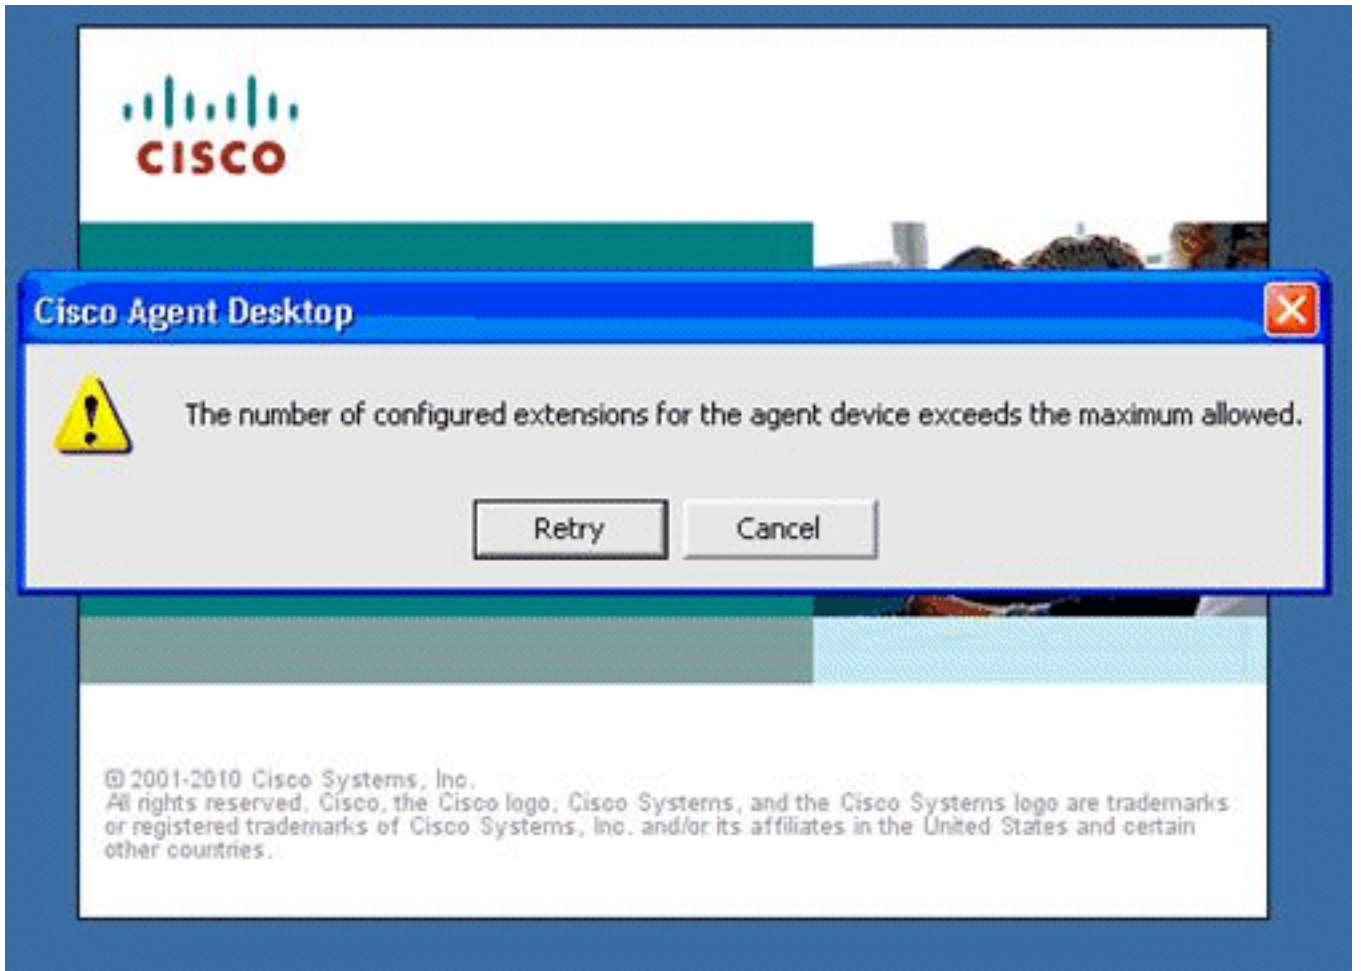 CISCO
Cisco Agent Desktop
The number of configured extensions for the agent device exceeds the maximum allowed.
Retry
Cancel
© 2001-2010 Cisco Systems, Inc.
All rights reserved. Cisco, the Cisco logo, Cisco Systems, and the Cisco Systems logo are trademarks
or registered trademarks of Cisco Systems, Inc. and/or its affiliates in the United States and certain
other countries.